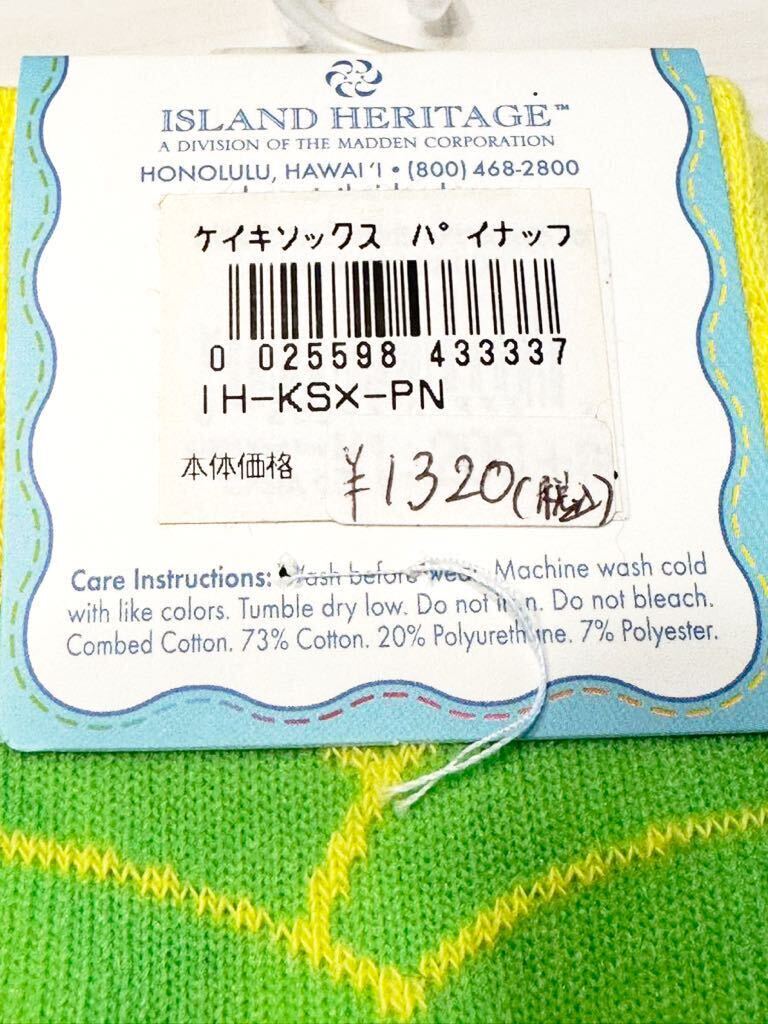 ISLAND HERITAGE™
A DIVISION OF THE MADDEN CORPORATION
HONOLULU, HAWAI'I • (800) 468-2800
ケイキソックス パイナッフ
0 025598 433337
IH-KSX-PN
本体価格 ¥1320(税込)
Care Instructions: Wash before wear. Machine wash cold
with like colors. Tumble dry low. Do not iron. Do not bleach.
Combed Cotton. 73% Cotton. 20% Polyurethane. 7% Polyester.